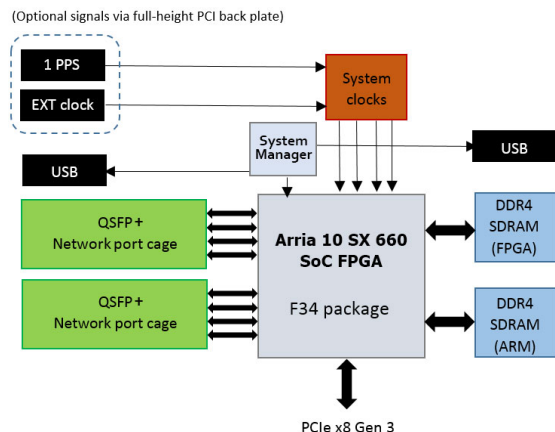 (Optional signals via full-height PCI back plate)
1 PPS
EXT clock
System
clocks
System
Manager
USB
USB
QSFP+
Network port cage
QSFP+
Network port cage
Arria 10 SX 660
SoC FPGA
F34 package
DDR4
SDRAM
(FPGA)
DDR4
SDRAM
(ARM)
PCIe x8 Gen 3